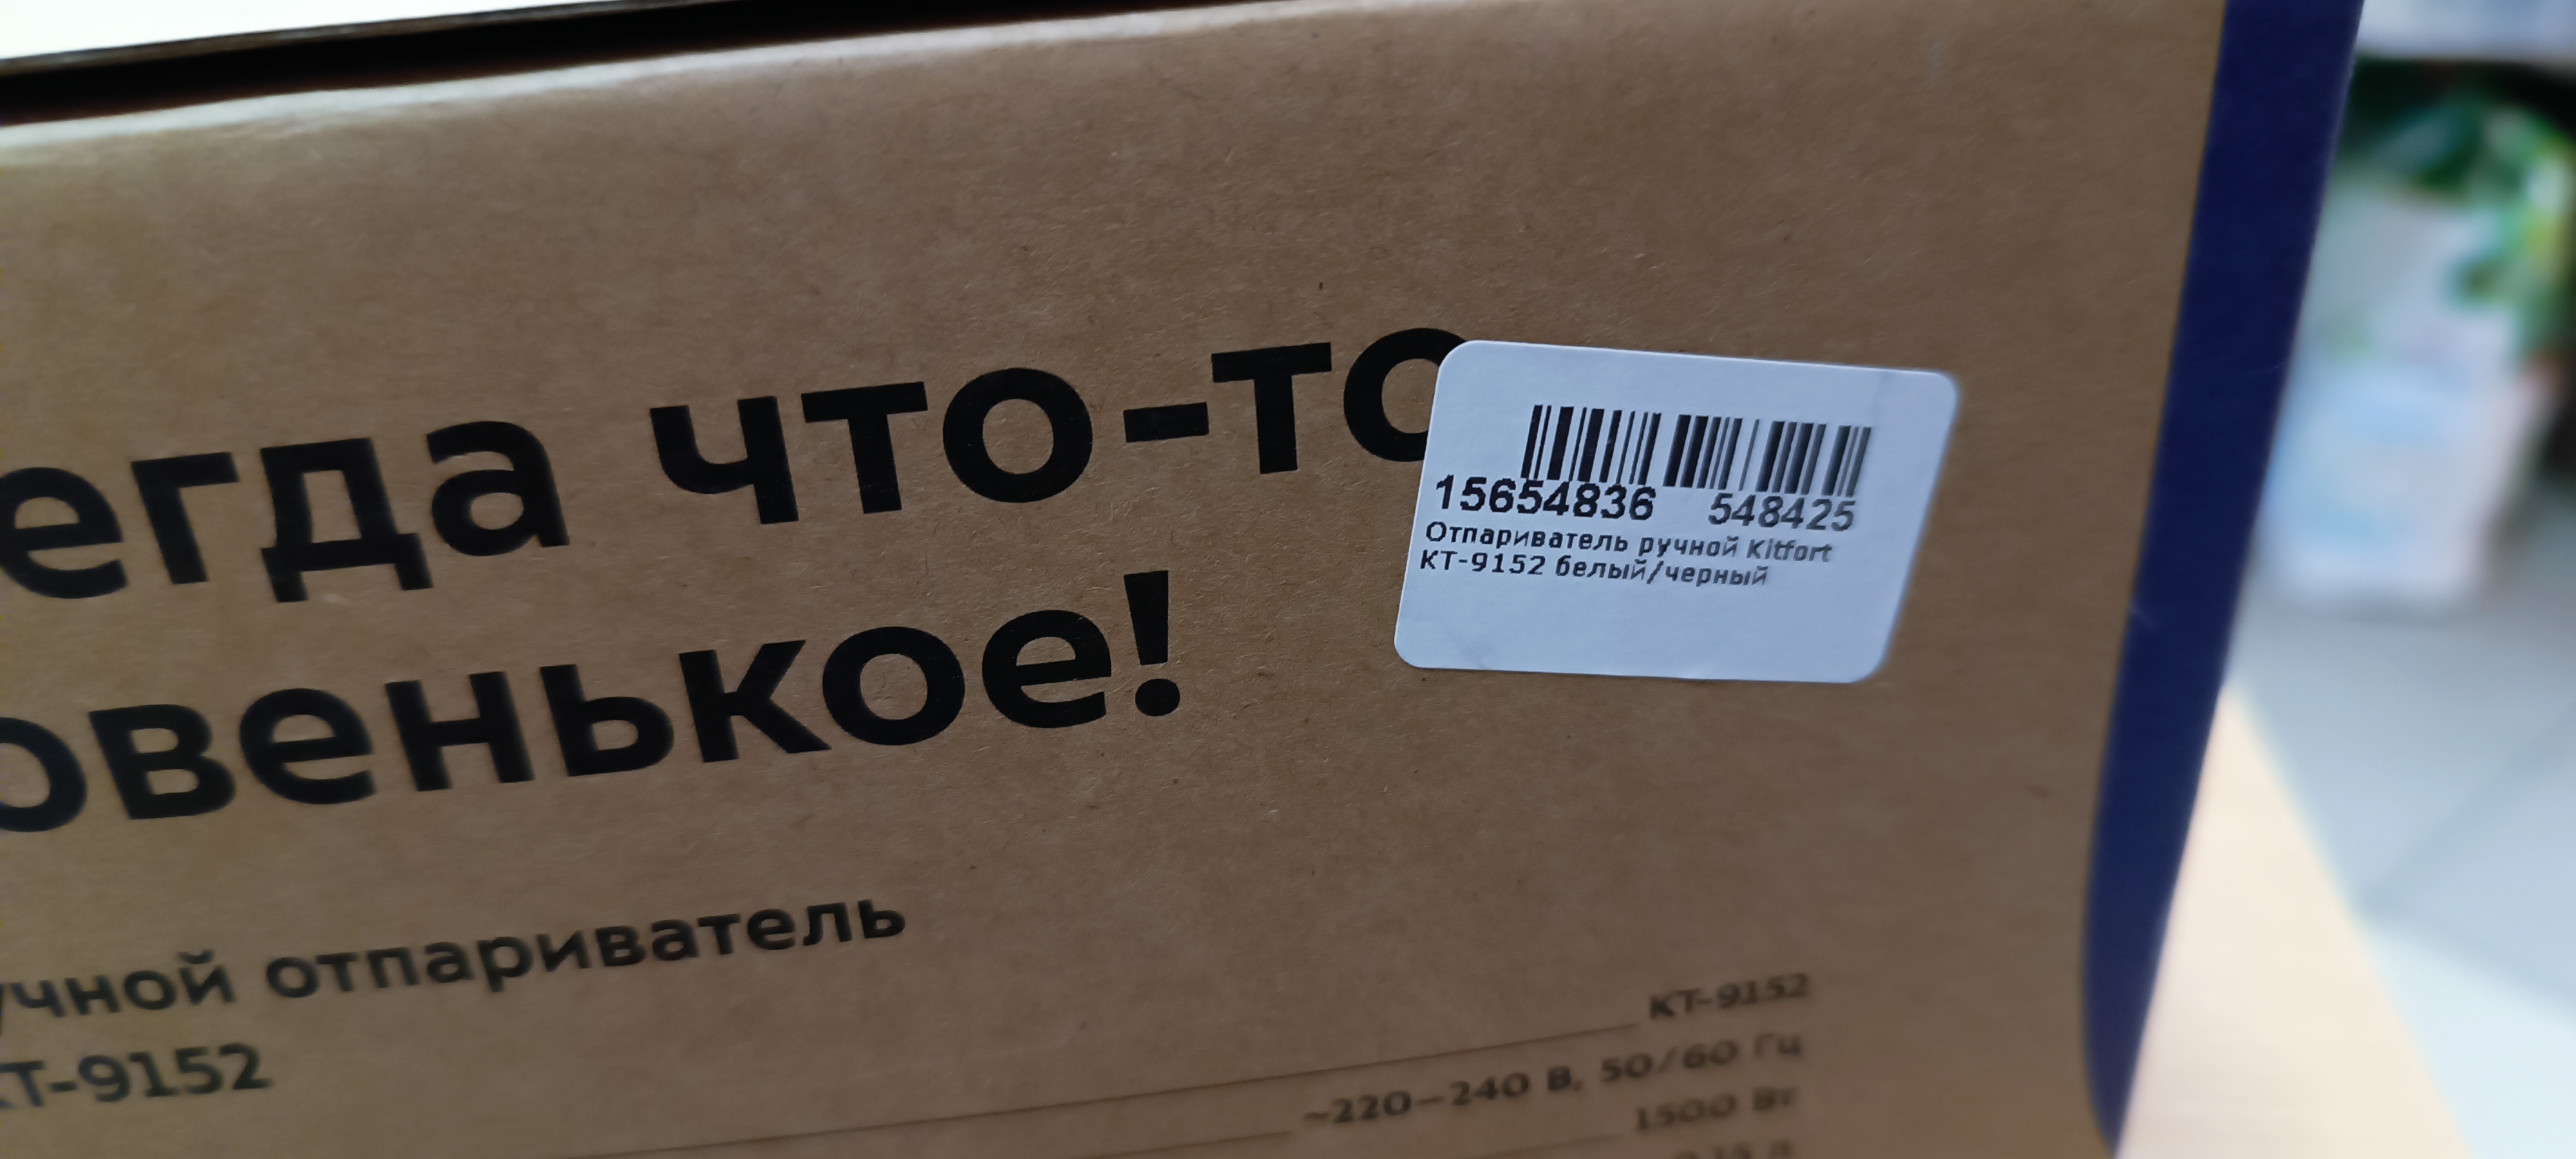 егда что-то
овенькое!
15654836 548425
Отпариватель ручной Kitfort
КТ-9152 белый/черный
учной отпариватель
КТ-9152
КТ-9152
~220–240 В, 50/60 Гц
1500 Вт